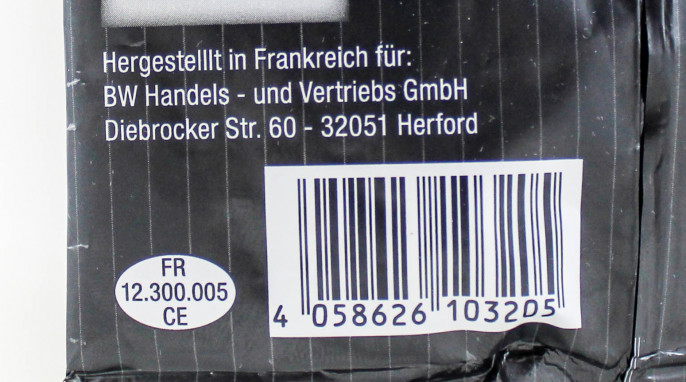 Hergestelllt in Frankreich für:
BW Handels - und Vertriebs GmbH
Diebrocker Str. 60 - 32051 Herford
FR
12.300.005
CE
4 058626 103205